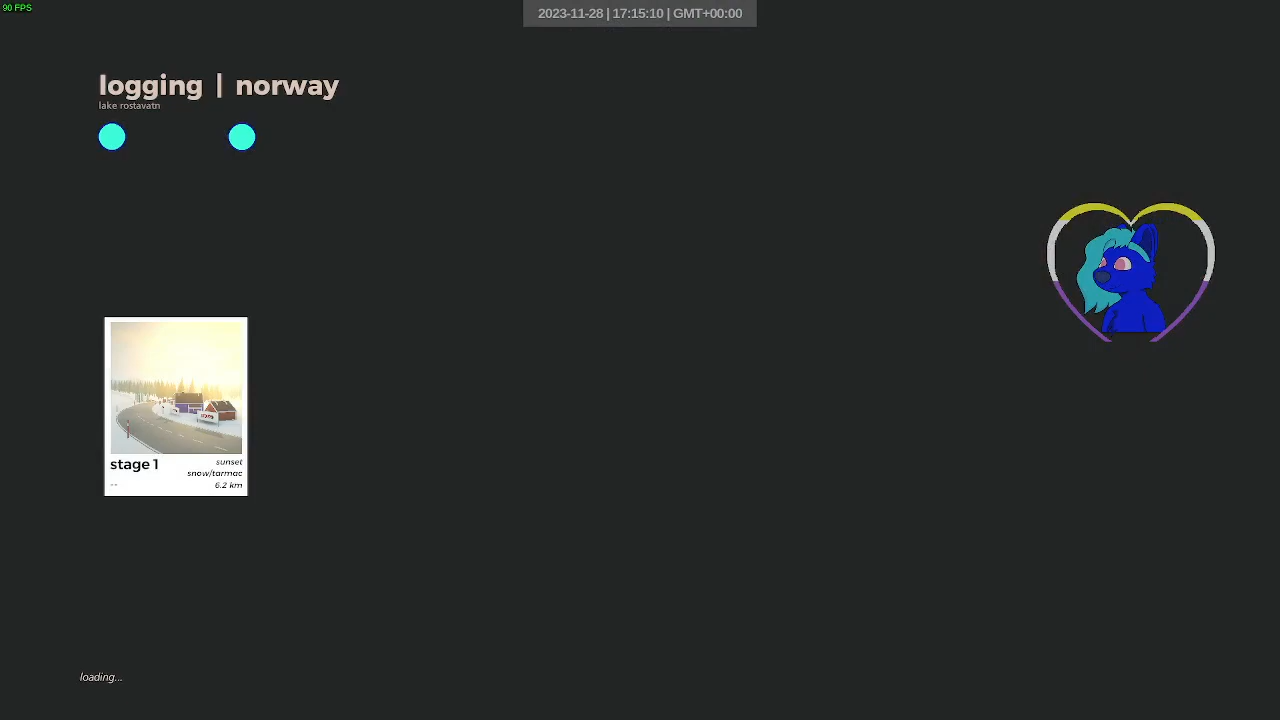 90 FPS
2023-11-28 | 17:15:10 | GMT+00:00
logging | norway
lake rostavatn
stage 1
sunset
snow/tarmac
--
6.2 km
loading...